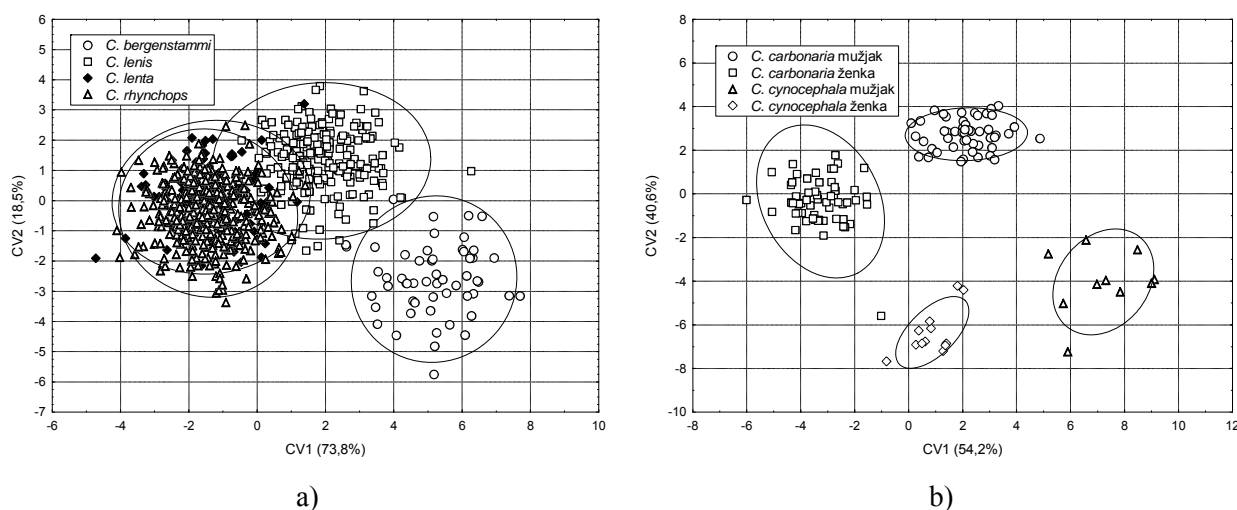 6
5
4
3
2
1
0
-1
-2
-3
-4
-5
-6
-7
CV2 (18,5%)
C. bergenstammi
C. lenis
C. lenta
C. rhynchops
-6 -4 -2 0 2 4 6 8 10
CV1 (73,8%)
a)
8
6
4
2
0
-2
-4
-6
-8
-10
CV2 (40,6%)
C. carbonaria mužjak
C. carbonaria ženka
C. cynocephala mužjak
C. cynocephala ženka
-8 -6 -4 -2 0 2 4 6 8 10 12
CV1 (54,2%)
b)